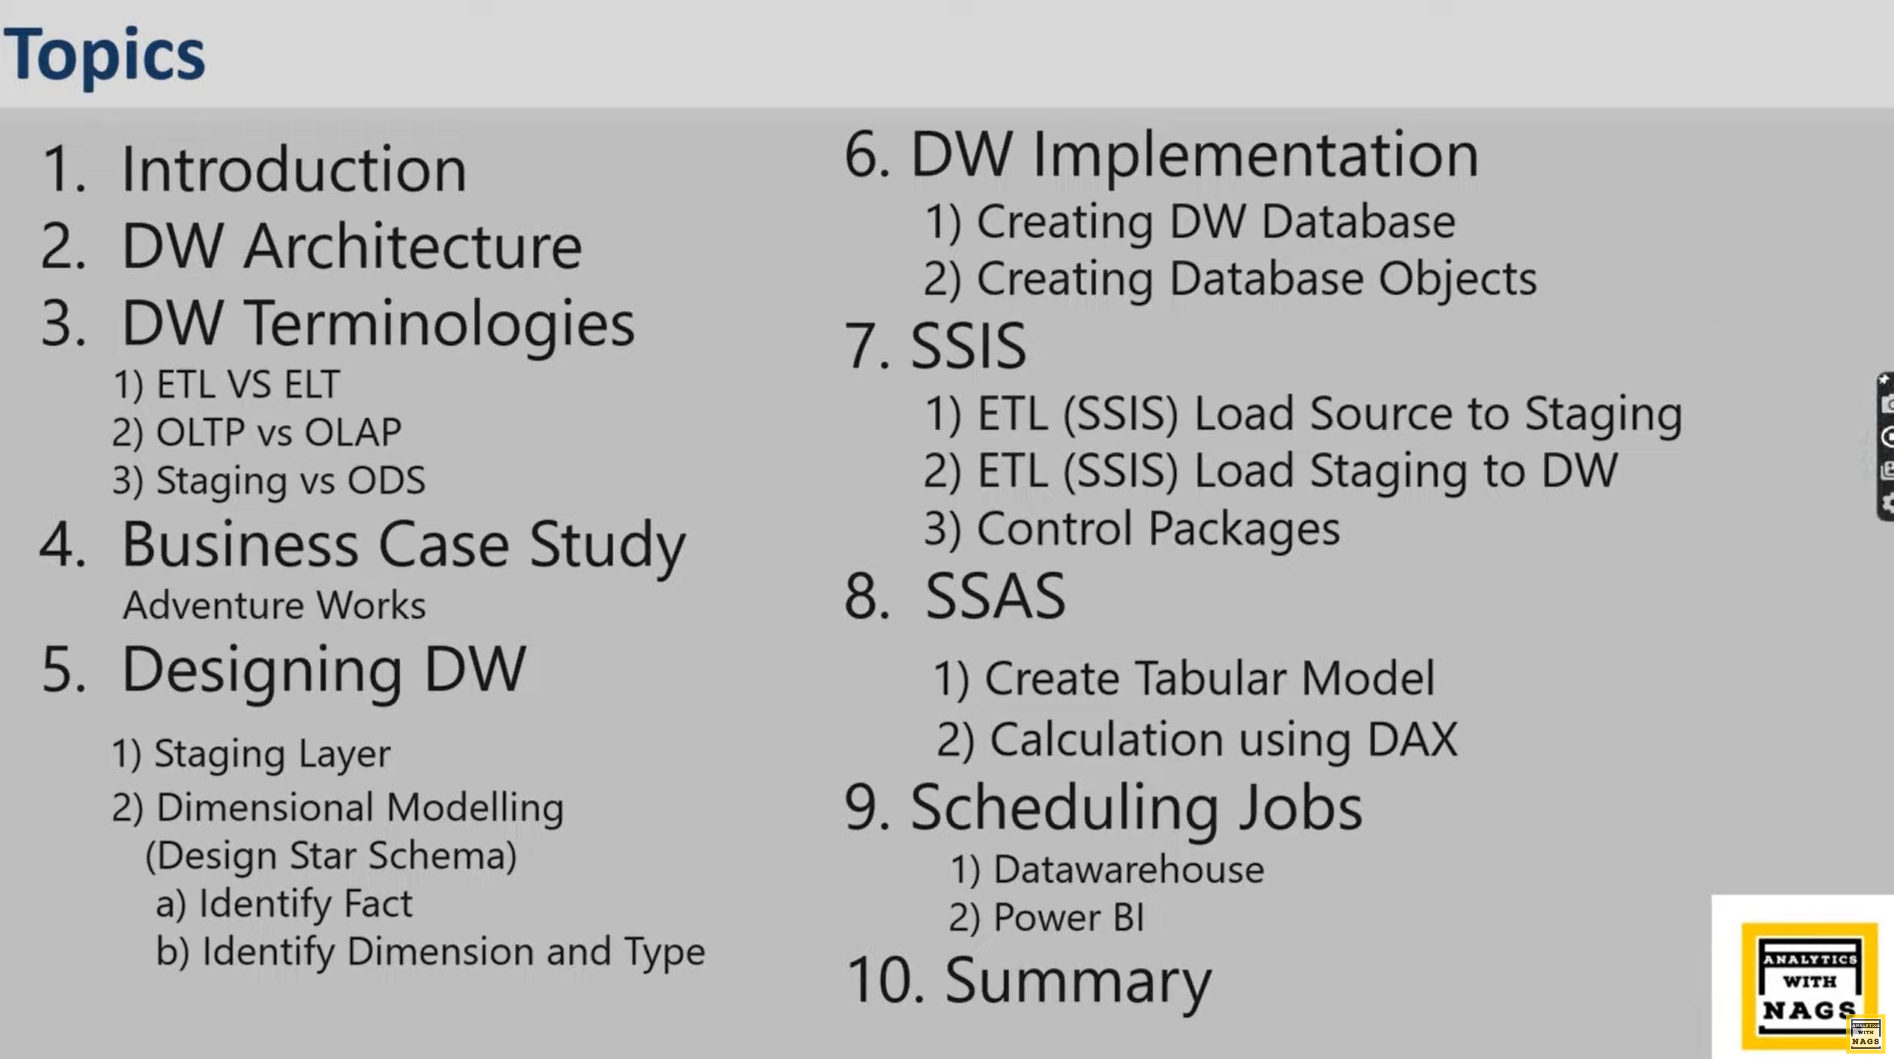 Topics
1. Introduction
2. DW Architecture
3. DW Terminologies
1) ETL VS ELT
2) OLTP vs OLAP
3) Staging vs ODS
4. Business Case Study
Adventure Works
5. Designing DW
1) Staging Layer
2) Dimensional Modelling
(Design Star Schema)
a) Identify Fact
b) Identify Dimension and Type
6. DW Implementation
1) Creating DW Database
2) Creating Database Objects
7. SSIS
1) ETL (SSIS) Load Source to Staging
2) ETL (SSIS) Load Staging to DW
3) Control Packages
8. SSAS
1) Create Tabular Model
2) Calculation using DAX
9. Scheduling Jobs
1) Datawarehouse
2) Power BI
10. Summary
ANALYTICS
WITH
NAGS
ANALYTICS
WITH
NAGS